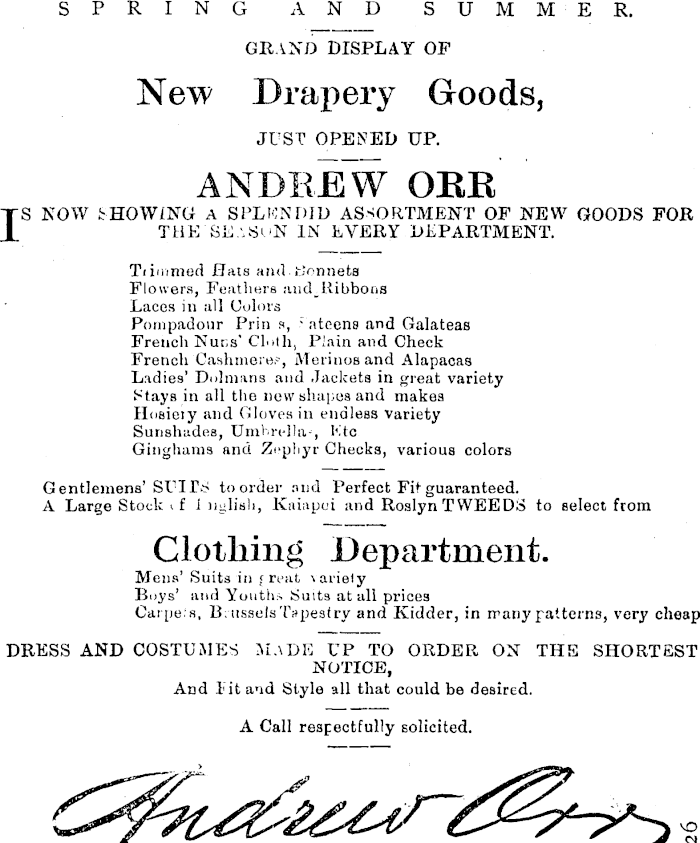 SPRING AND SUMMER.
GRAND DISPLAY OF
New Drapery Goods,
JUST OPENED UP.
ANDREW ORR
IS NOW SHOWING A SPLENDID ASSORTMENT OF NEW GOODS FOR
THE SEASON IN EVERY DEPARTMENT.
Trimmed Hats and Bonnets
Flowers, Feathers and Ribbons
Laces in all Colors
Pompadour Prints, Sateens and Galateas
French Nuns' Cloth, Plain and Check
French Cashmeres, Merinos and Alapacas
Ladies' Dolmans and Jackets in great variety
Stays in all the new shapes and makes
Hosiery and Gloves in endless variety
Sunshades, Umbrellas, Etc
Ginghams and Zephyr Checks, various colors
Gentlemens' SUITS to order and Perfect Fit guaranteed.
A Large Stock of English, Kaiapoi and Roslyn TWEEDS to select from
Clothing Department.
Mens' Suits in great variety
Boys' and Youths Suits at all prices
Carpets, Brussels Tapestry and Kidder, in many patterns, very cheap
DRESS AND COSTUMES MADE UP TO ORDER ON THE SHORTEST
NOTICE,
And Fit and Style all that could be desired.
A Call respectfully solicited.
Andrew Orr
26